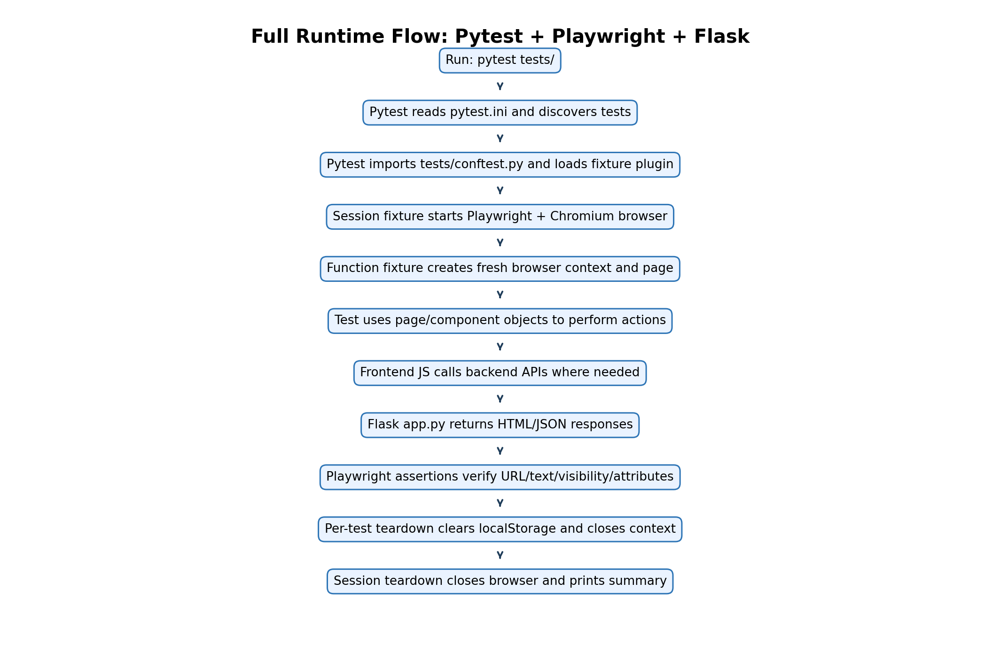 Full Runtime Flow: Pytest + Playwright + Flask
Run: pytest tests/
Pytest reads pytest.ini and discovers tests
Pytest imports tests/conftest.py and loads fixture plugin
Session fixture starts Playwright + Chromium browser
Function fixture creates fresh browser context and page
Test uses page/component objects to perform actions
Frontend JS calls backend APIs where needed
Flask app.py returns HTML/JSON responses
Playwright assertions verify URL/text/visibility/attributes
Per-test teardown clears localStorage and closes context
Session teardown closes browser and prints summary